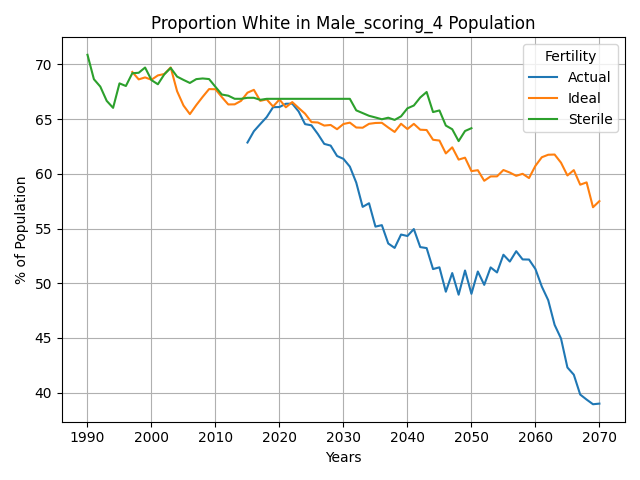 Proportion White in Male_scoring_4 Population
Fertility
Actual
Ideal
Sterile
% of Population
70
65
60
55
50
45
40
1990 2000 2010 2020 2030 2040 2050 2060 2070
Years